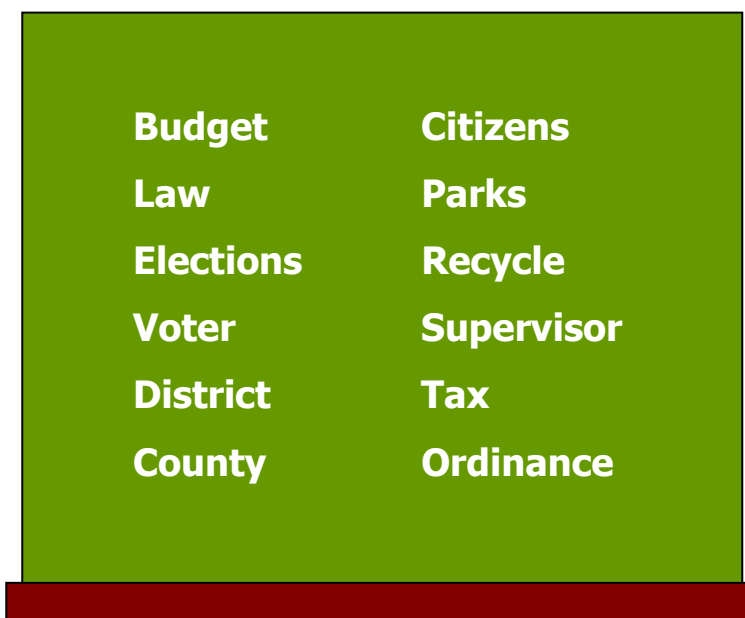 Budget
Law
Elections
Voter
District
County
Citizens
Parks
Recycle
Supervisor
Tax
Ordinance